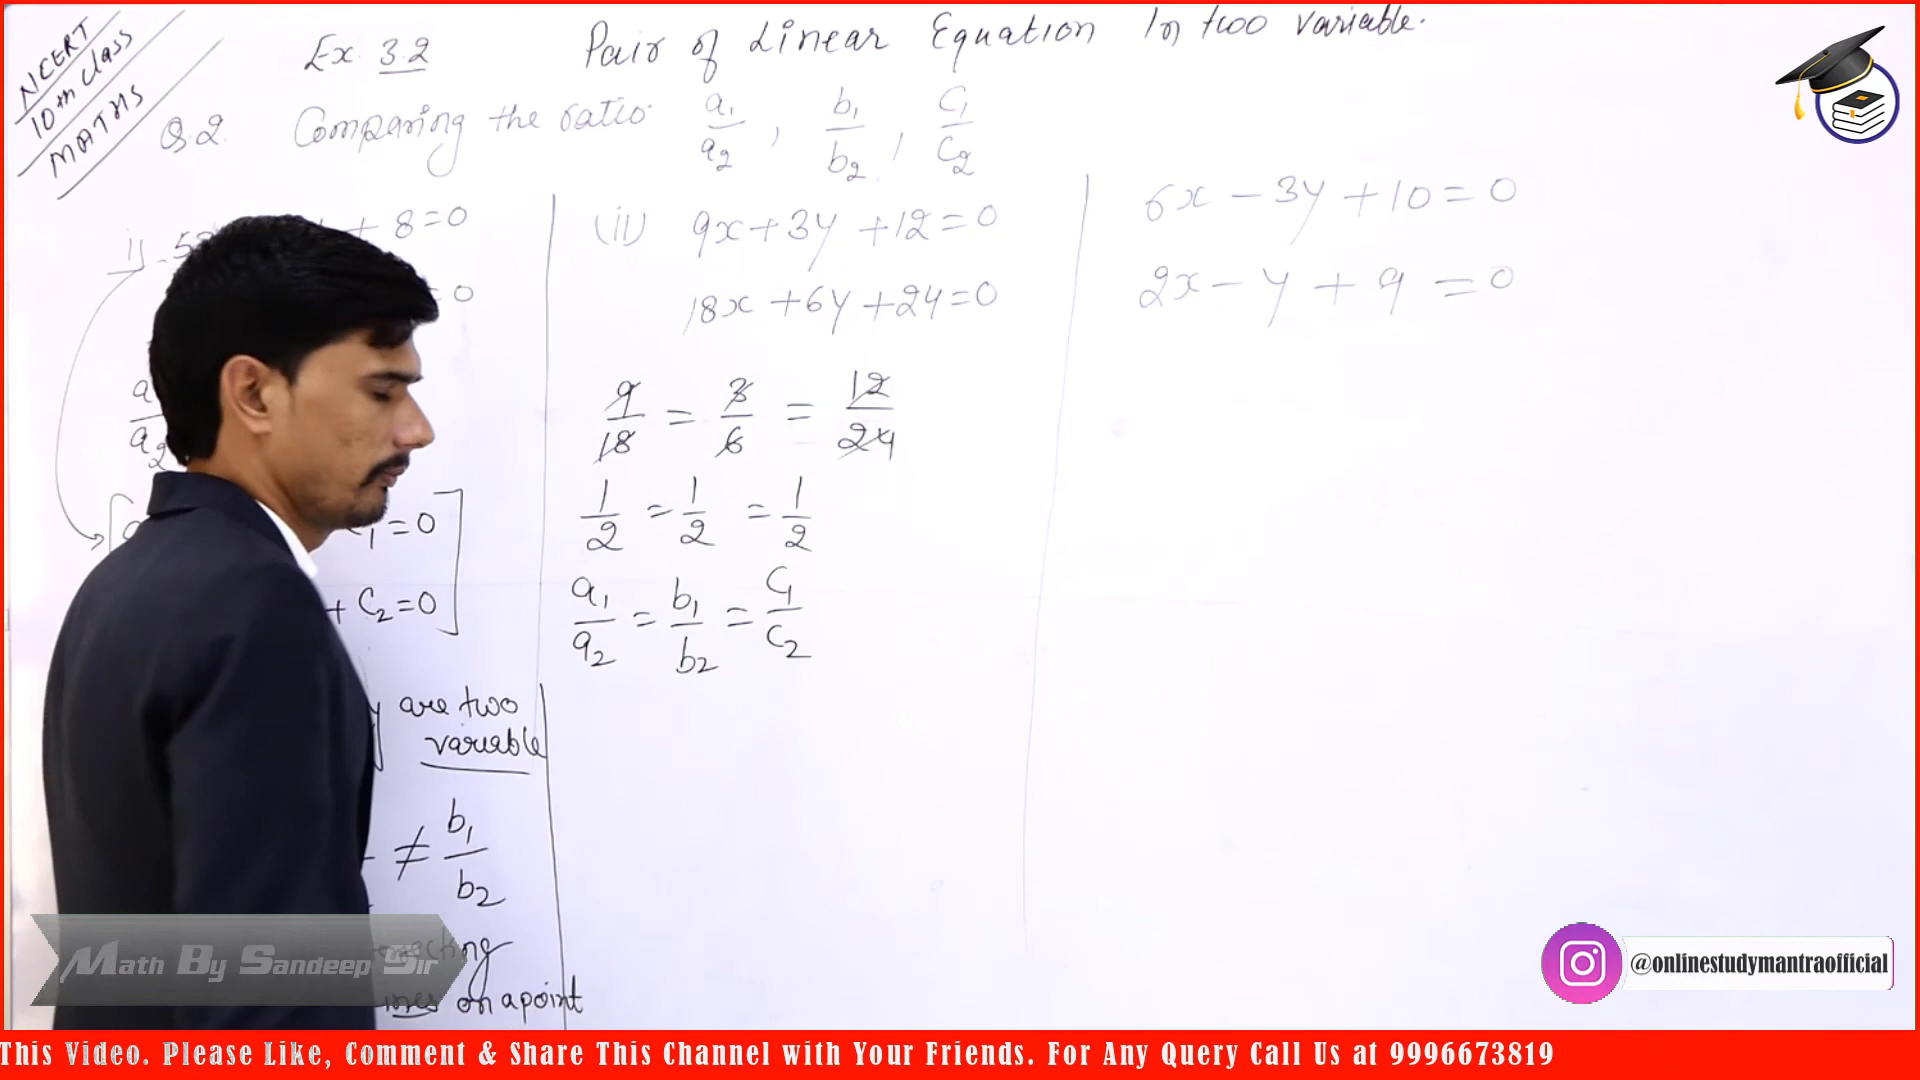 NCERT
10th class
MATHS
Ex. 3.2 Pair of Linear Equation In two variable.
Q.2. Comparing the ratio a₁/a₂, b₁/b₂, c₁/c₂
+ 8 = 0
= 0
a₂
= 0
+ C₂ = 0
are two
variable
≠ b₁/b₂
on a point
(ii) 9x + 3y + 12 = 0
18x + 6y + 24 = 0
9/18 = 3/6 = 12/24
1/2 = 1/2 = 1/2
a₁/a₂ = b₁/b₂ = C₁/C₂
6x - 3y + 10 = 0
2x - y + 9 = 0
Math By Sandeep Sir
@onlinestudymantraofficial
This Video. Please Like, Comment & Share This Channel with Your Friends. For Any Query Call Us at 9996673819